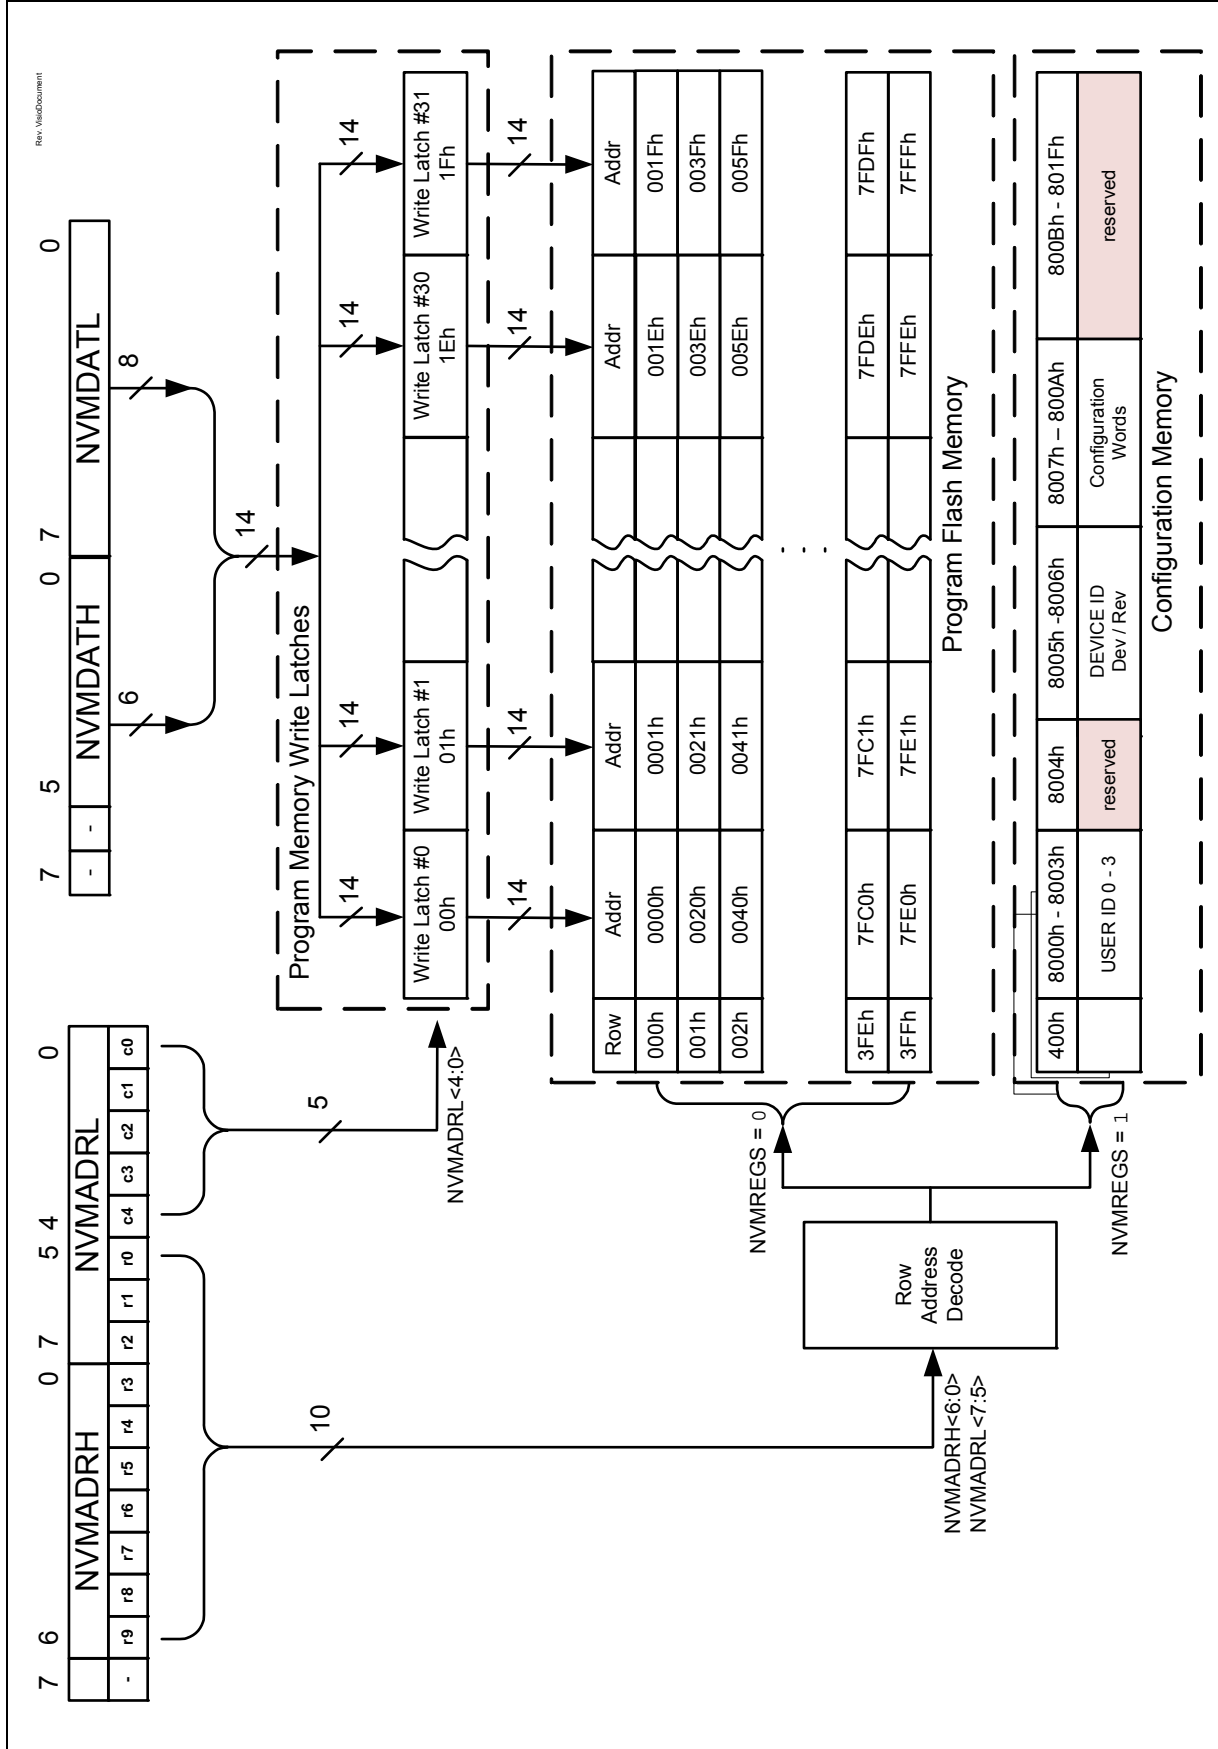 Rev. VisioDocument
7 6 0 7 5 4 0
NVMADRH NVMADRL
- r9 r8 r7 r6 r5 r4 r3 r2 r1 r0 c4 c3 c2 c1 c0
7 5 0 7 0
- - NVMDATH NVMDATL
6 8
14
10
5
Program Memory Write Latches
14 14 14 14
Write Latch #0 Write Latch #1 Write Latch #30 Write Latch #31
00h 01h 1Eh 1Fh
NVMADRL<4:0>
14 14 14 14
Row Addr Addr Addr Addr
000h 0000h 0001h 001Eh 001Fh
001h 0020h 0021h 003Eh 003Fh
002h 0040h 0041h 005Eh 005Fh
. . .
3FEh 7FC0h 7FC1h 7FDEh 7FDFh
3FFh 7FE0h 7FE1h 7FFEh 7FFFh
Program Flash Memory
NVMREGS = 0
Row
Address
Decode
NVMADRH<6:0>
NVMADRL<7:5>
NVMREGS = 1
400h 8000h - 8003h 8004h 8005h -8006h 8007h – 800Ah 800Bh - 801Fh
USER ID 0 - 3 reserved DEVICE ID Configuration reserved
Dev / Rev Words
Configuration Memory